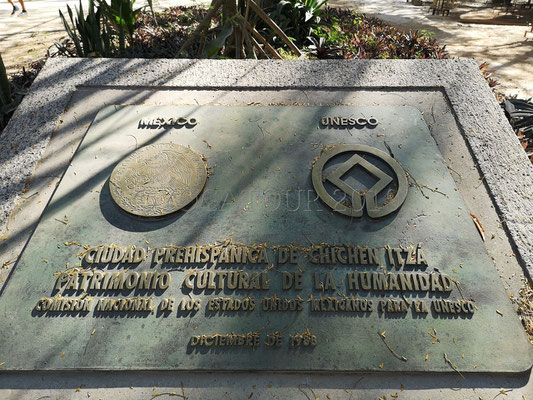 MEXICO UNESCO
CIUDAD PREHISPANICA DE CHICHEN ITZA
PATRIMONIO CULTURAL DE LA HUMANIDAD
COMISION NACIONAL DE LOS ESTADOS UNIDOS MEXICANOS PARA LA UNESCO
DICIEMBRE DE 1988